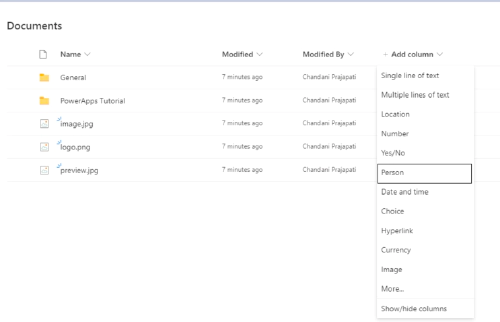 Documents
Name Modified Modified By + Add column
General 7 minutes ago Chandani Prajapati
PowerApps Tutorial 7 minutes ago Chandani Prajapati
image.jpg 7 minutes ago Chandani Prajapati
logo.png 7 minutes ago Chandani Prajapati
preview.jpg 7 minutes ago Chandani Prajapati
Single line of text
Multiple lines of text
Location
Number
Yes/No
Person
Date and time
Choice
Hyperlink
Currency
Image
More...
Show/hide columns